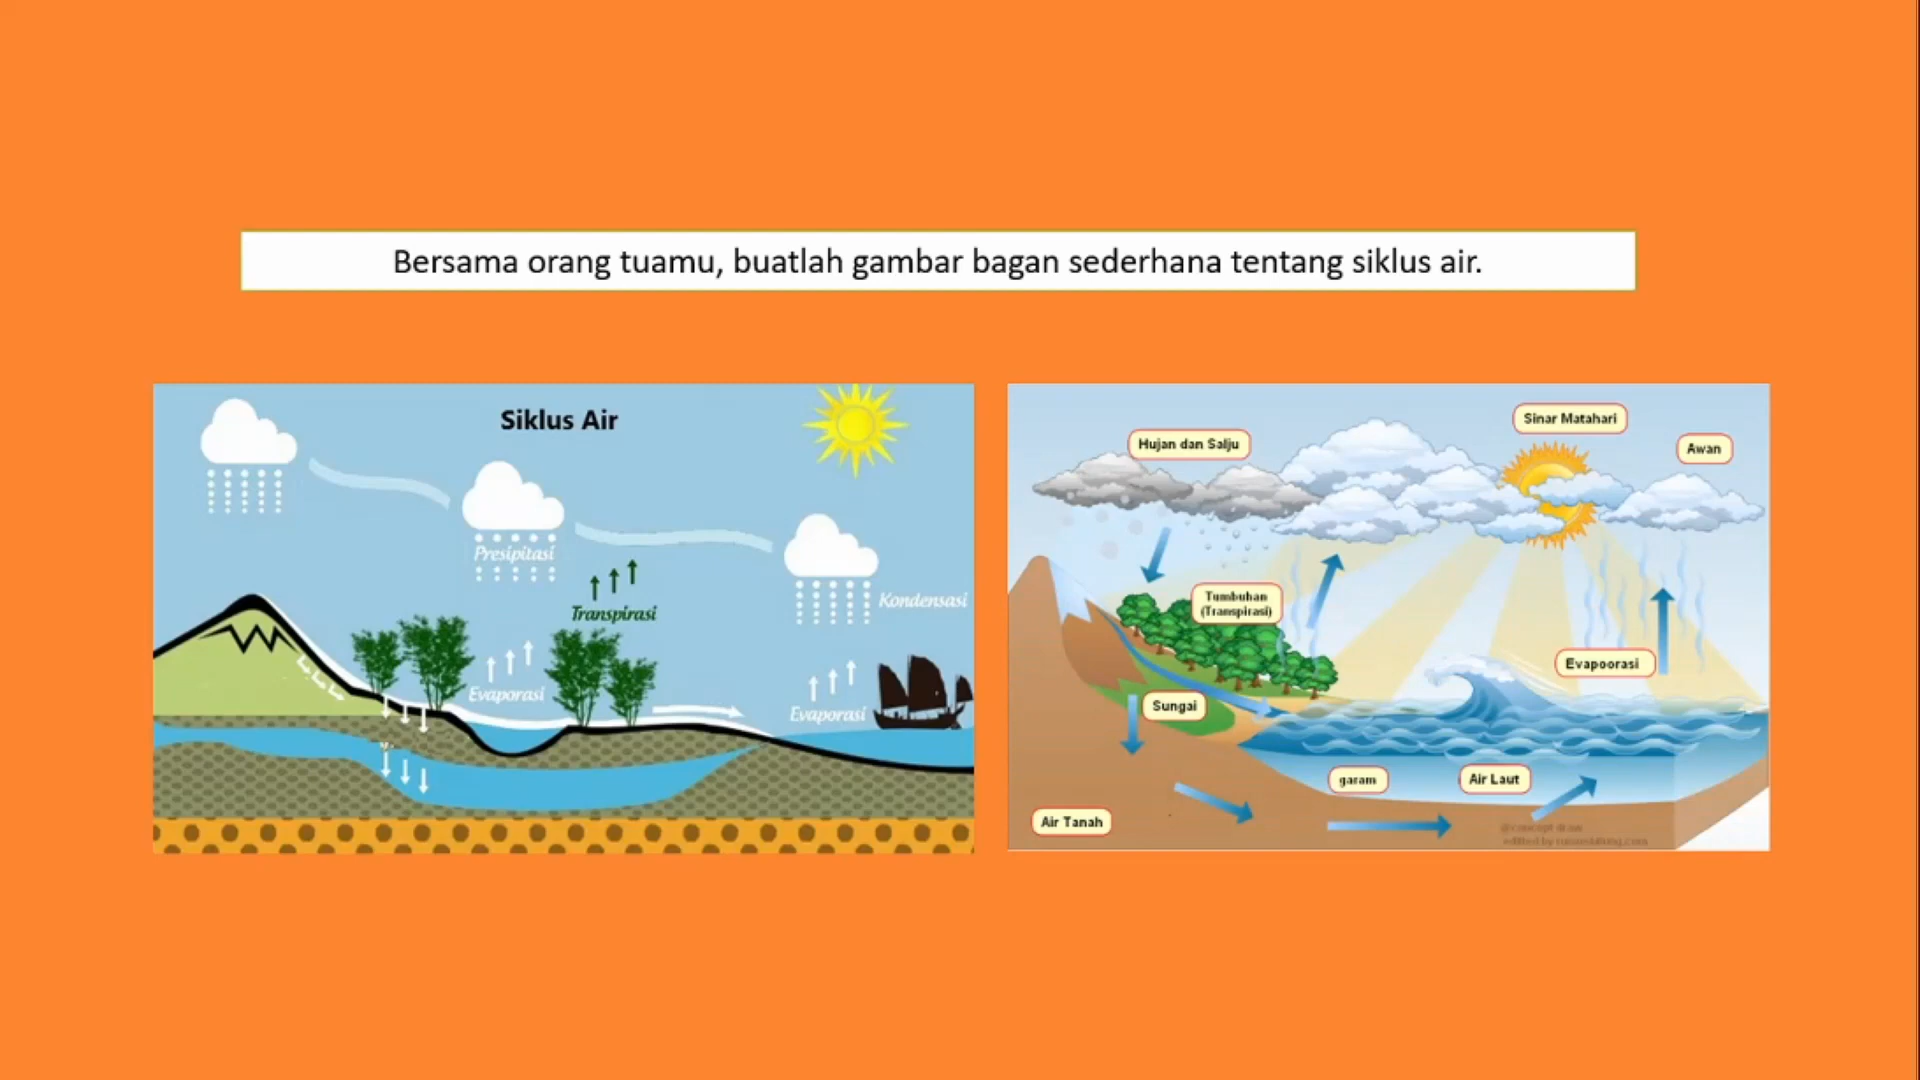 Bersama orang tuamu, buatlah gambar bagan sederhana tentang siklus air.
Siklus Air
Presipitasi
Transpirasi
Kondensasi
Evaporasi
Evaporasi
Sinar Matahari
Hujan dan Salju
Awan
Tumbuhan
(Transpirasi)
Evapoorasi
Sungai
garam
Air Laut
Air Tanah